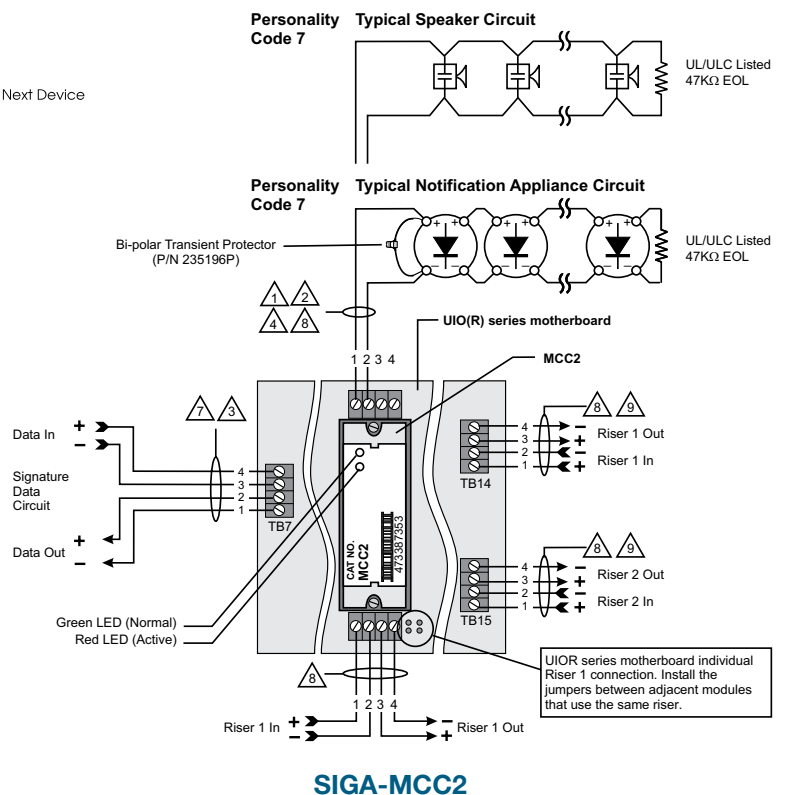 Personality Typical Speaker Circuit
Code 7
UL/ULC Listed
47KΩ EOL
Next Device
Personality Typical Notification Appliance Circuit
Code 7
+ + + + + +
Bi-polar Transient Protector
(P/N 235196P)
UL/ULC Listed
47KΩ EOL
– – – – – –
1 2
4 8
UIO(R) series motherboard
1 2 3 4
MCC2
7 3
8 9
Data In + –
4 – Riser 1 Out
3 +
2 – Riser 1 In
1 +
TB14
Signature
Data
Circuit
4
3
2
1
TB7
+
Data Out
–
CAT NO.
MCC2
473387353
8 9
4 – Riser 2 Out
3 +
2 – Riser 2 In
1 +
TB15
Green LED (Normal)
Red LED (Active)
UIOR series motherboard individual
Riser 1 connection. Install the
jumpers between adjacent modules
that use the same riser.
8
1 2 3 4
Riser 1 In + –
– + Riser 1 Out
SIGA-MCC2